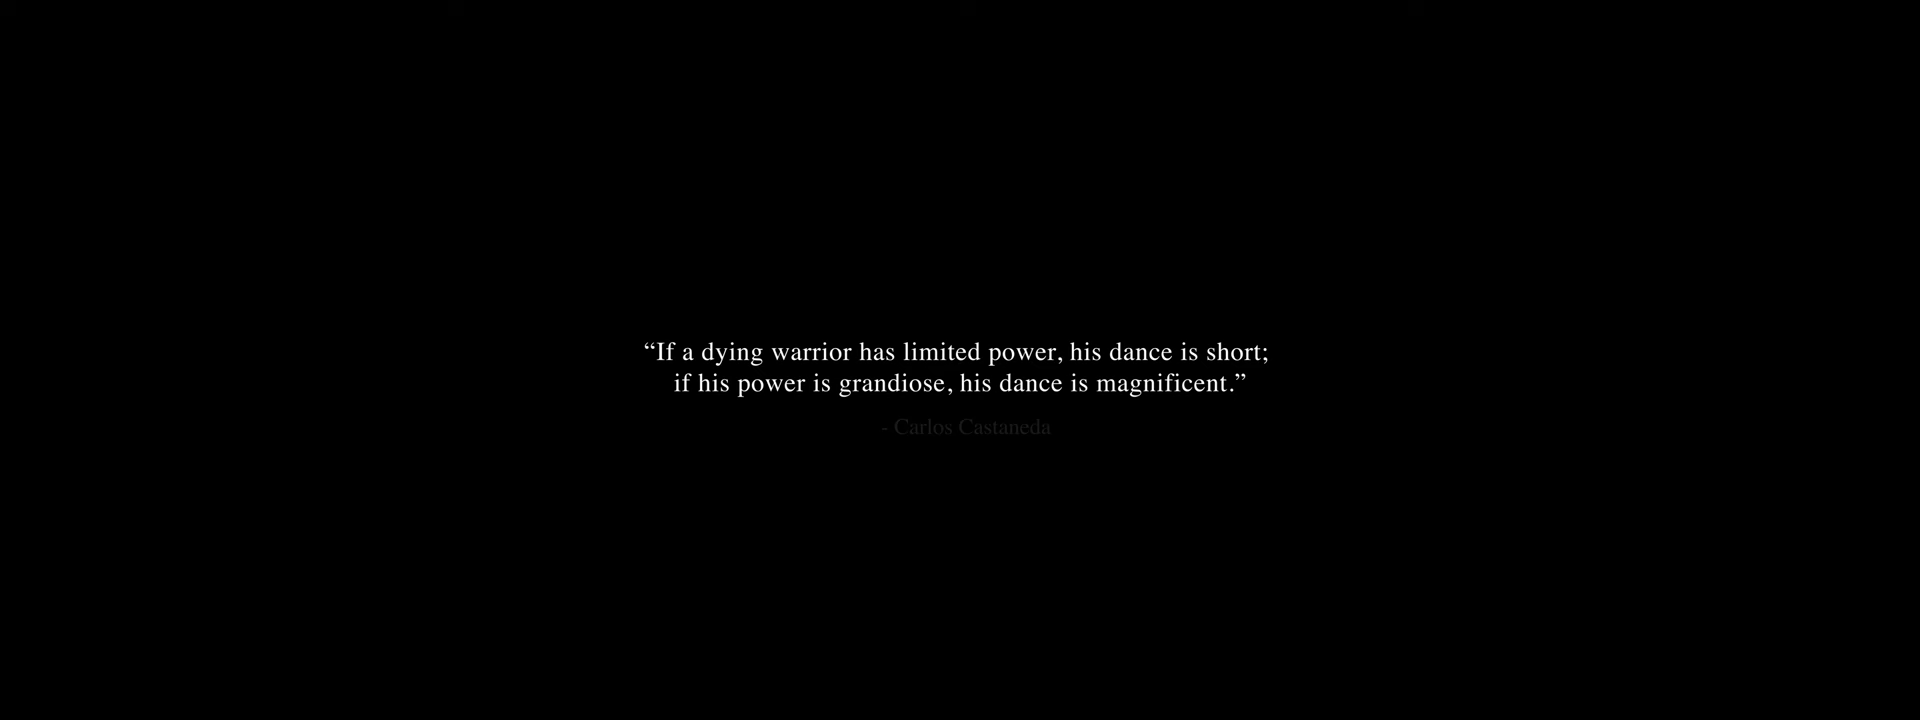 “If a dying warrior has limited power, his dance is short;
if his power is grandiose, his dance is magnificent.”
- Carlos Castaneda